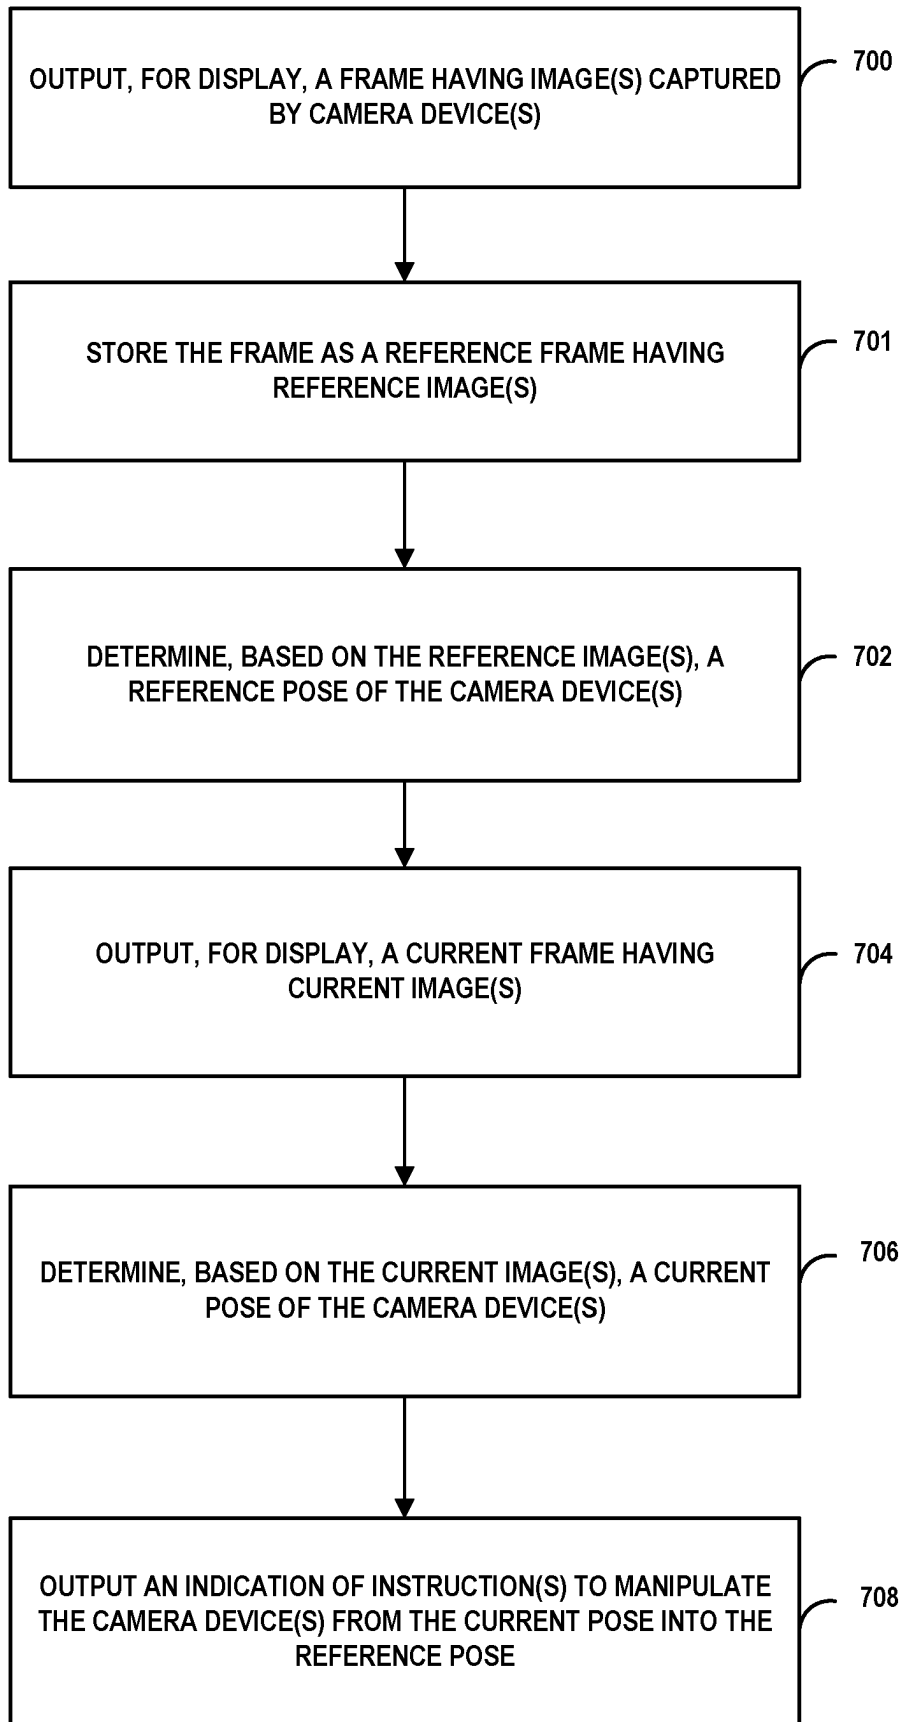 OUTPUT, FOR DISPLAY, A FRAME HAVING IMAGE(S) CAPTURED
BY CAMERA DEVICE(S)
700
STORE THE FRAME AS A REFERENCE FRAME HAVING
REFERENCE IMAGE(S)
701
DETERMINE, BASED ON THE REFERENCE IMAGE(S), A
REFERENCE POSE OF THE CAMERA DEVICE(S)
702
OUTPUT, FOR DISPLAY, A CURRENT FRAME HAVING
CURRENT IMAGE(S)
704
DETERMINE, BASED ON THE CURRENT IMAGE(S), A CURRENT
POSE OF THE CAMERA DEVICE(S)
706
OUTPUT AN INDICATION OF INSTRUCTION(S) TO MANIPULATE
THE CAMERA DEVICE(S) FROM THE CURRENT POSE INTO THE
REFERENCE POSE
708